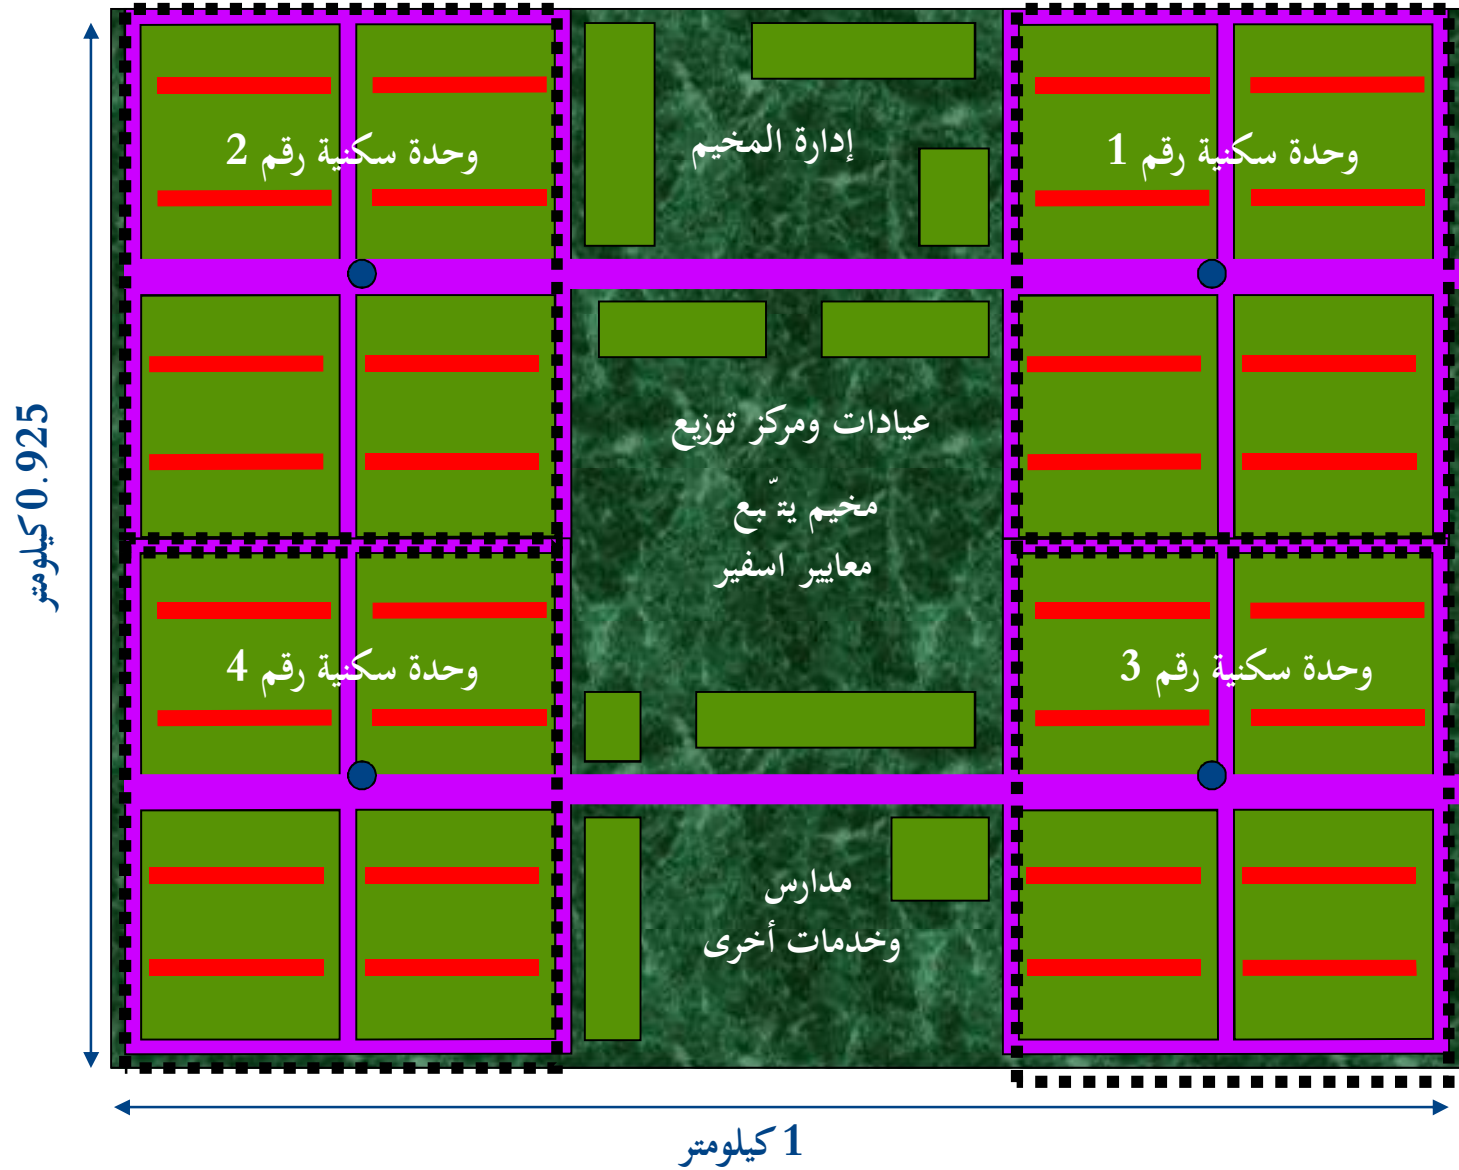 وحدة سكنية رقم 1
إدارة المخيم
وحدة سكنية رقم 2
عيادات ومركز توزيع
مخيم يتّبع
معايير اسفير
وحدة سكنية رقم 3
وحدة سكنية رقم 4
مدارس
وخدمات أخرى
0.925 كيلومتر
1 كيلومتر